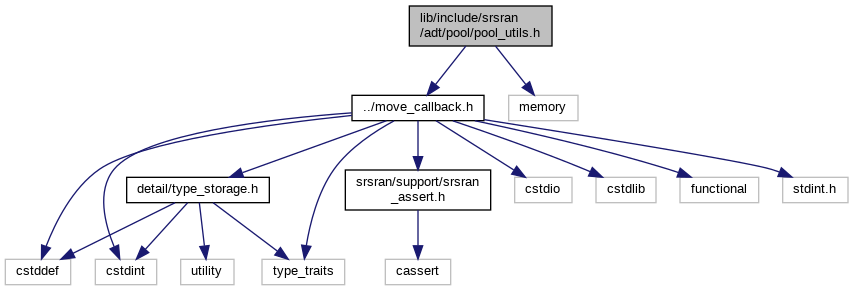 lib/include/srsran
/adt/pool/pool_utils.h
../move_callback.h
memory
detail/type_storage.h
srsran/support/srsran
_assert.h
cstdio
cstdlib
functional
stdint.h
cstddef
cstdint
utility
type_traits
cassert